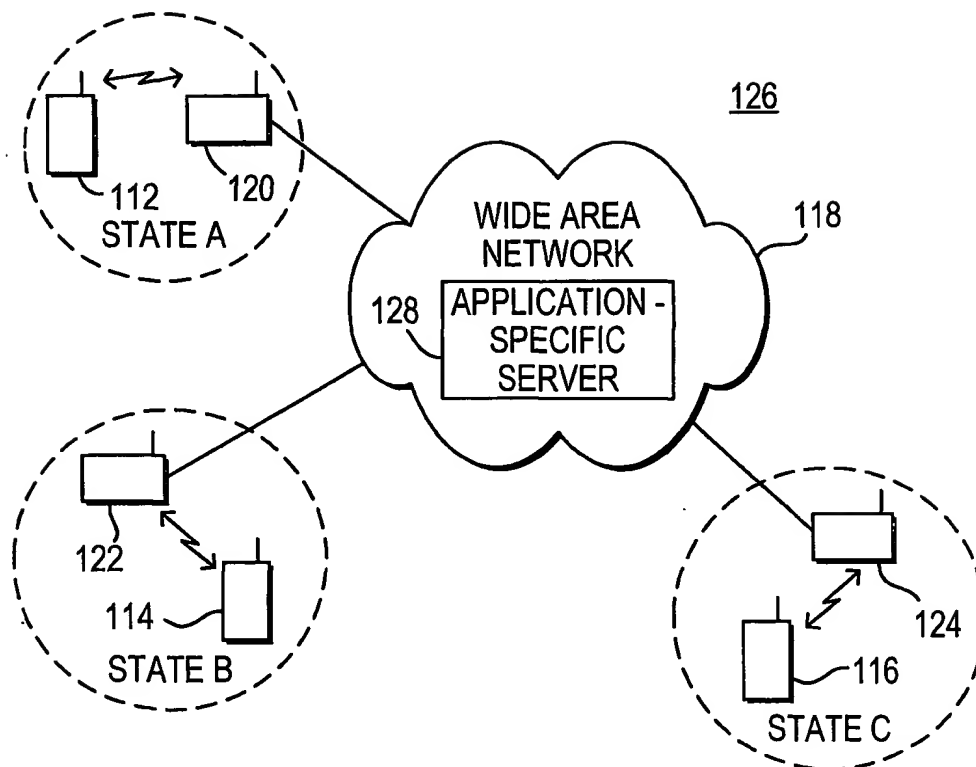 126
112
120
STATE A
WIDE AREA
NETWORK
118
128
APPLICATION -
SPECIFIC
SERVER
122
114
STATE B
124
116
STATE C